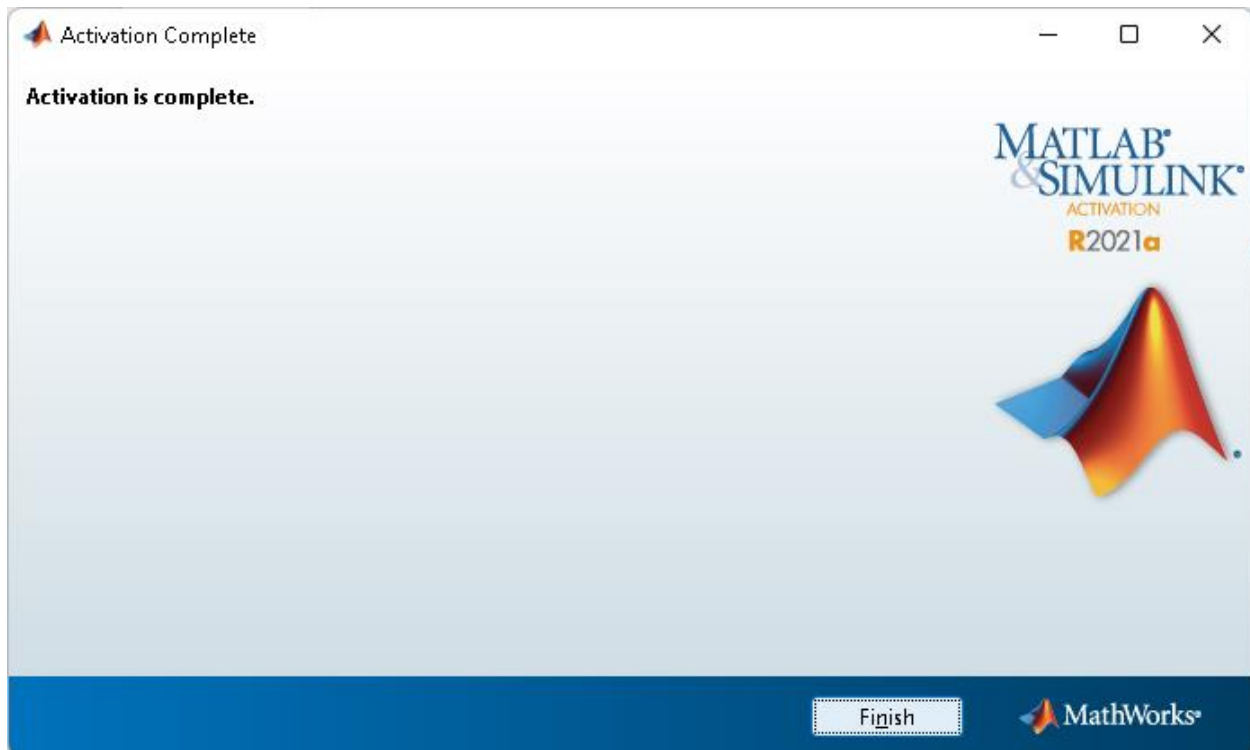 Activation Complete
Activation is complete.
MATLAB®
&SIMULINK®
ACTIVATION
R2021a
Finish
MathWorks®